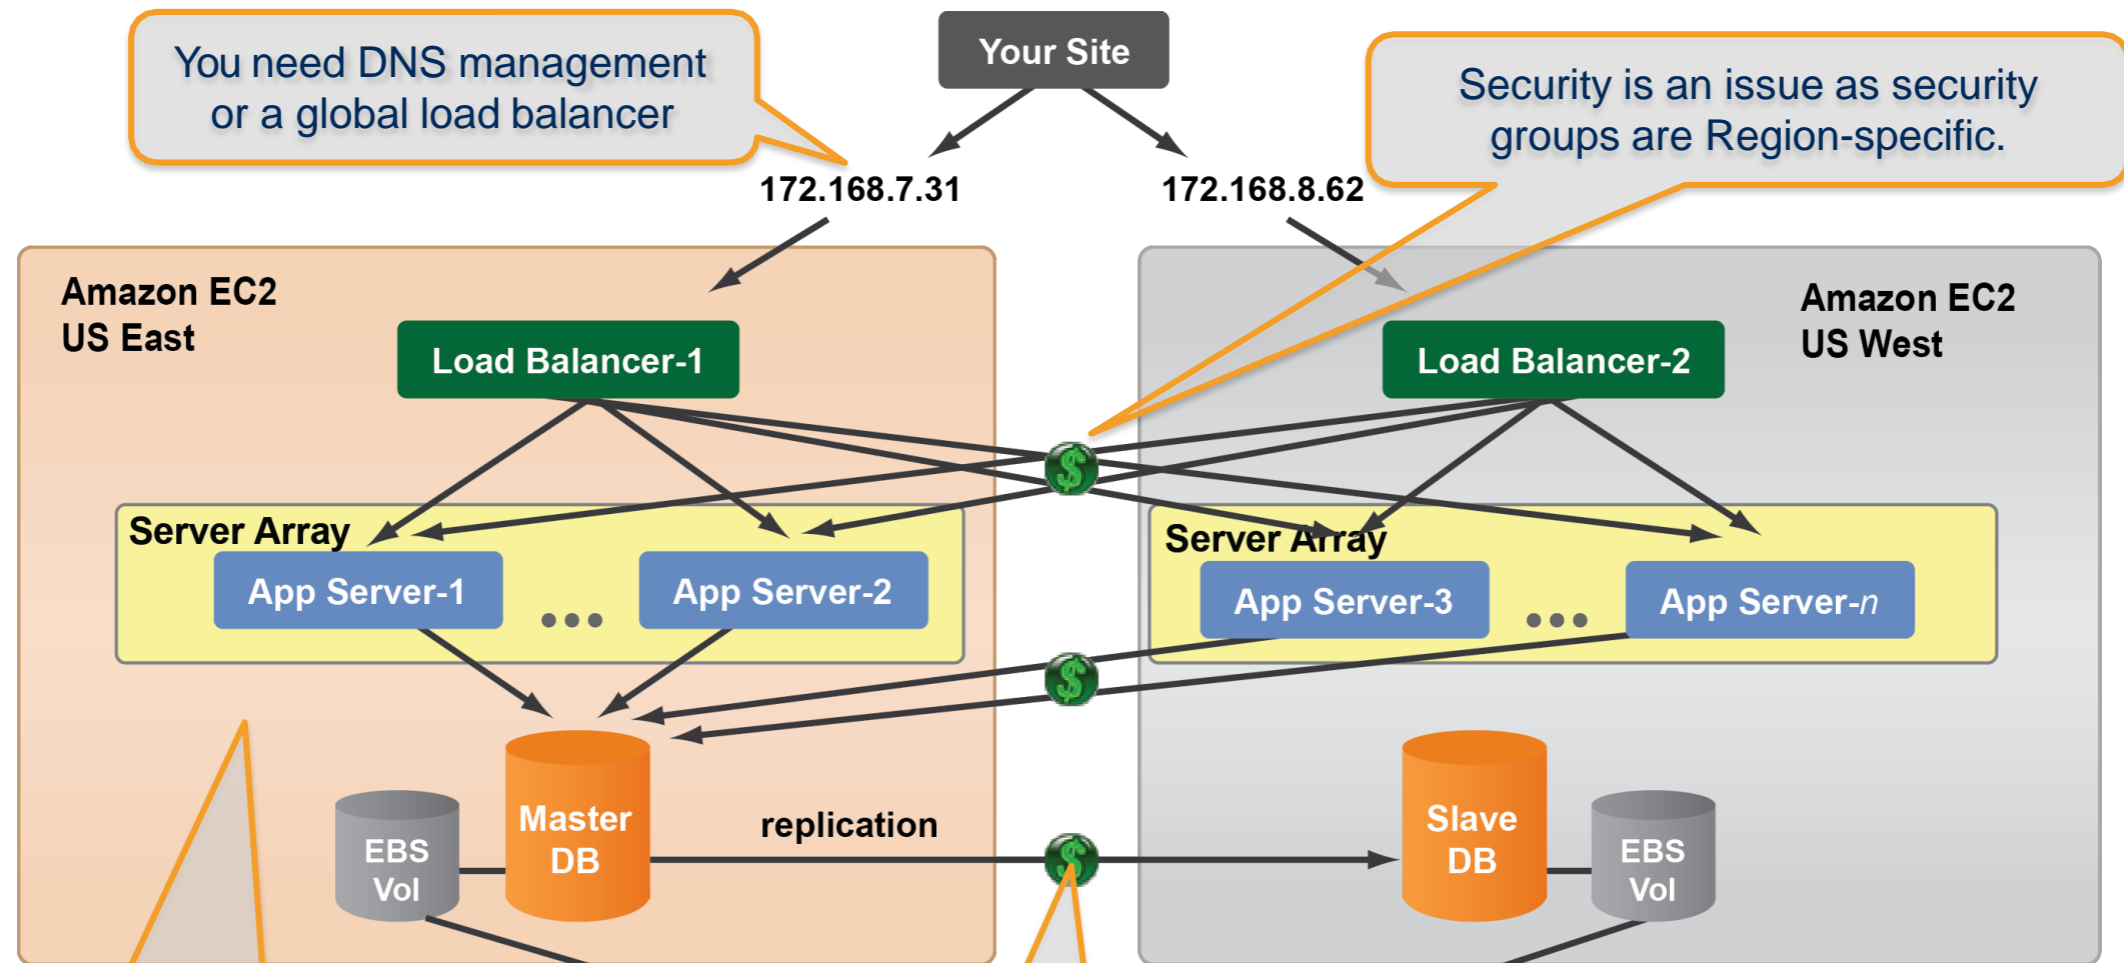 You need DNS management
or a global load balancer
Your Site
Security is an issue as security
groups are Region-specific.
172.168.7.31
172.168.8.62
Amazon EC2
US East
Amazon EC2
US West
Load Balancer-1
Load Balancer-2
$
Server Array
Server Array
App Server-1
...
App Server-2
App Server-3
...
App Server-n
$
Master
DB
EBS
Vol
replication
$
Slave
DB
EBS
Vol